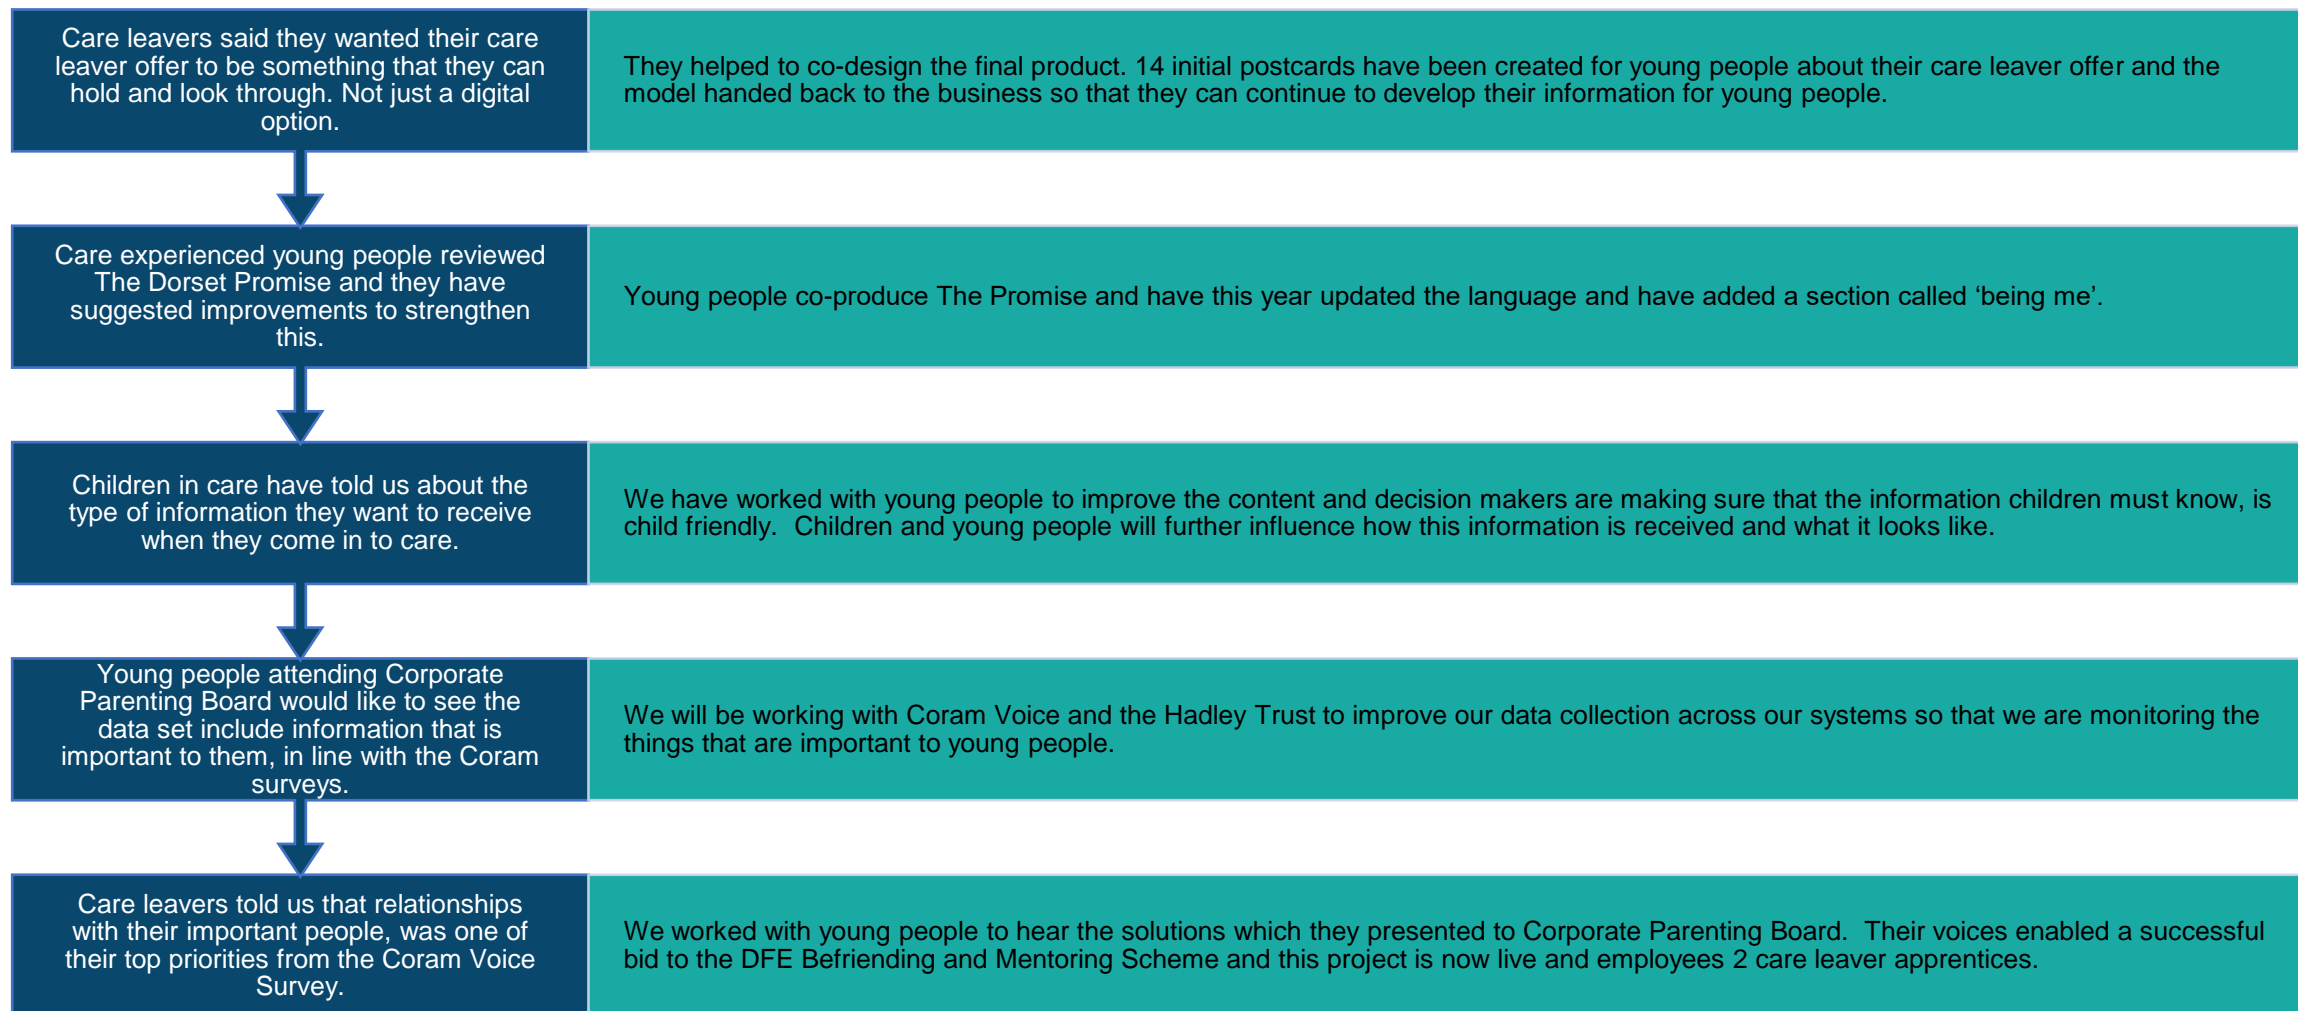 Care leavers said they wanted their care
leaver offer to be something that they can
hold and look through. Not just a digital
option.
They helped to co-design the final product. 14 initial postcards have been created for young people about their care leaver offer and the
model handed back to the business so that they can continue to develop their information for young people.
Care experienced young people reviewed
The Dorset Promise and they have
suggested improvements to strengthen
this.
Young people co-produce The Promise and have this year updated the language and have added a section called ‘being me’.
Children in care have told us about the
type of information they want to receive
when they come in to care.
We have worked with young people to improve the content and decision makers are making sure that the information children must know, is
child friendly.  Children and young people will further influence how this information is received and what it looks like.
Young people attending Corporate
Parenting Board would like to see the
data set include information that is
important to them, in line with the Coram
surveys.
We will be working with Coram Voice and the Hadley Trust to improve our data collection across our systems so that we are monitoring the
things that are important to young people.
Care leavers told us that relationships
with their important people, was one of
their top priorities from the Coram Voice
Survey.
We worked with young people to hear the solutions which they presented to Corporate Parenting Board.  Their voices enabled a successful
bid to the DFE Befriending and Mentoring Scheme and this project is now live and employees 2 care leaver apprentices.